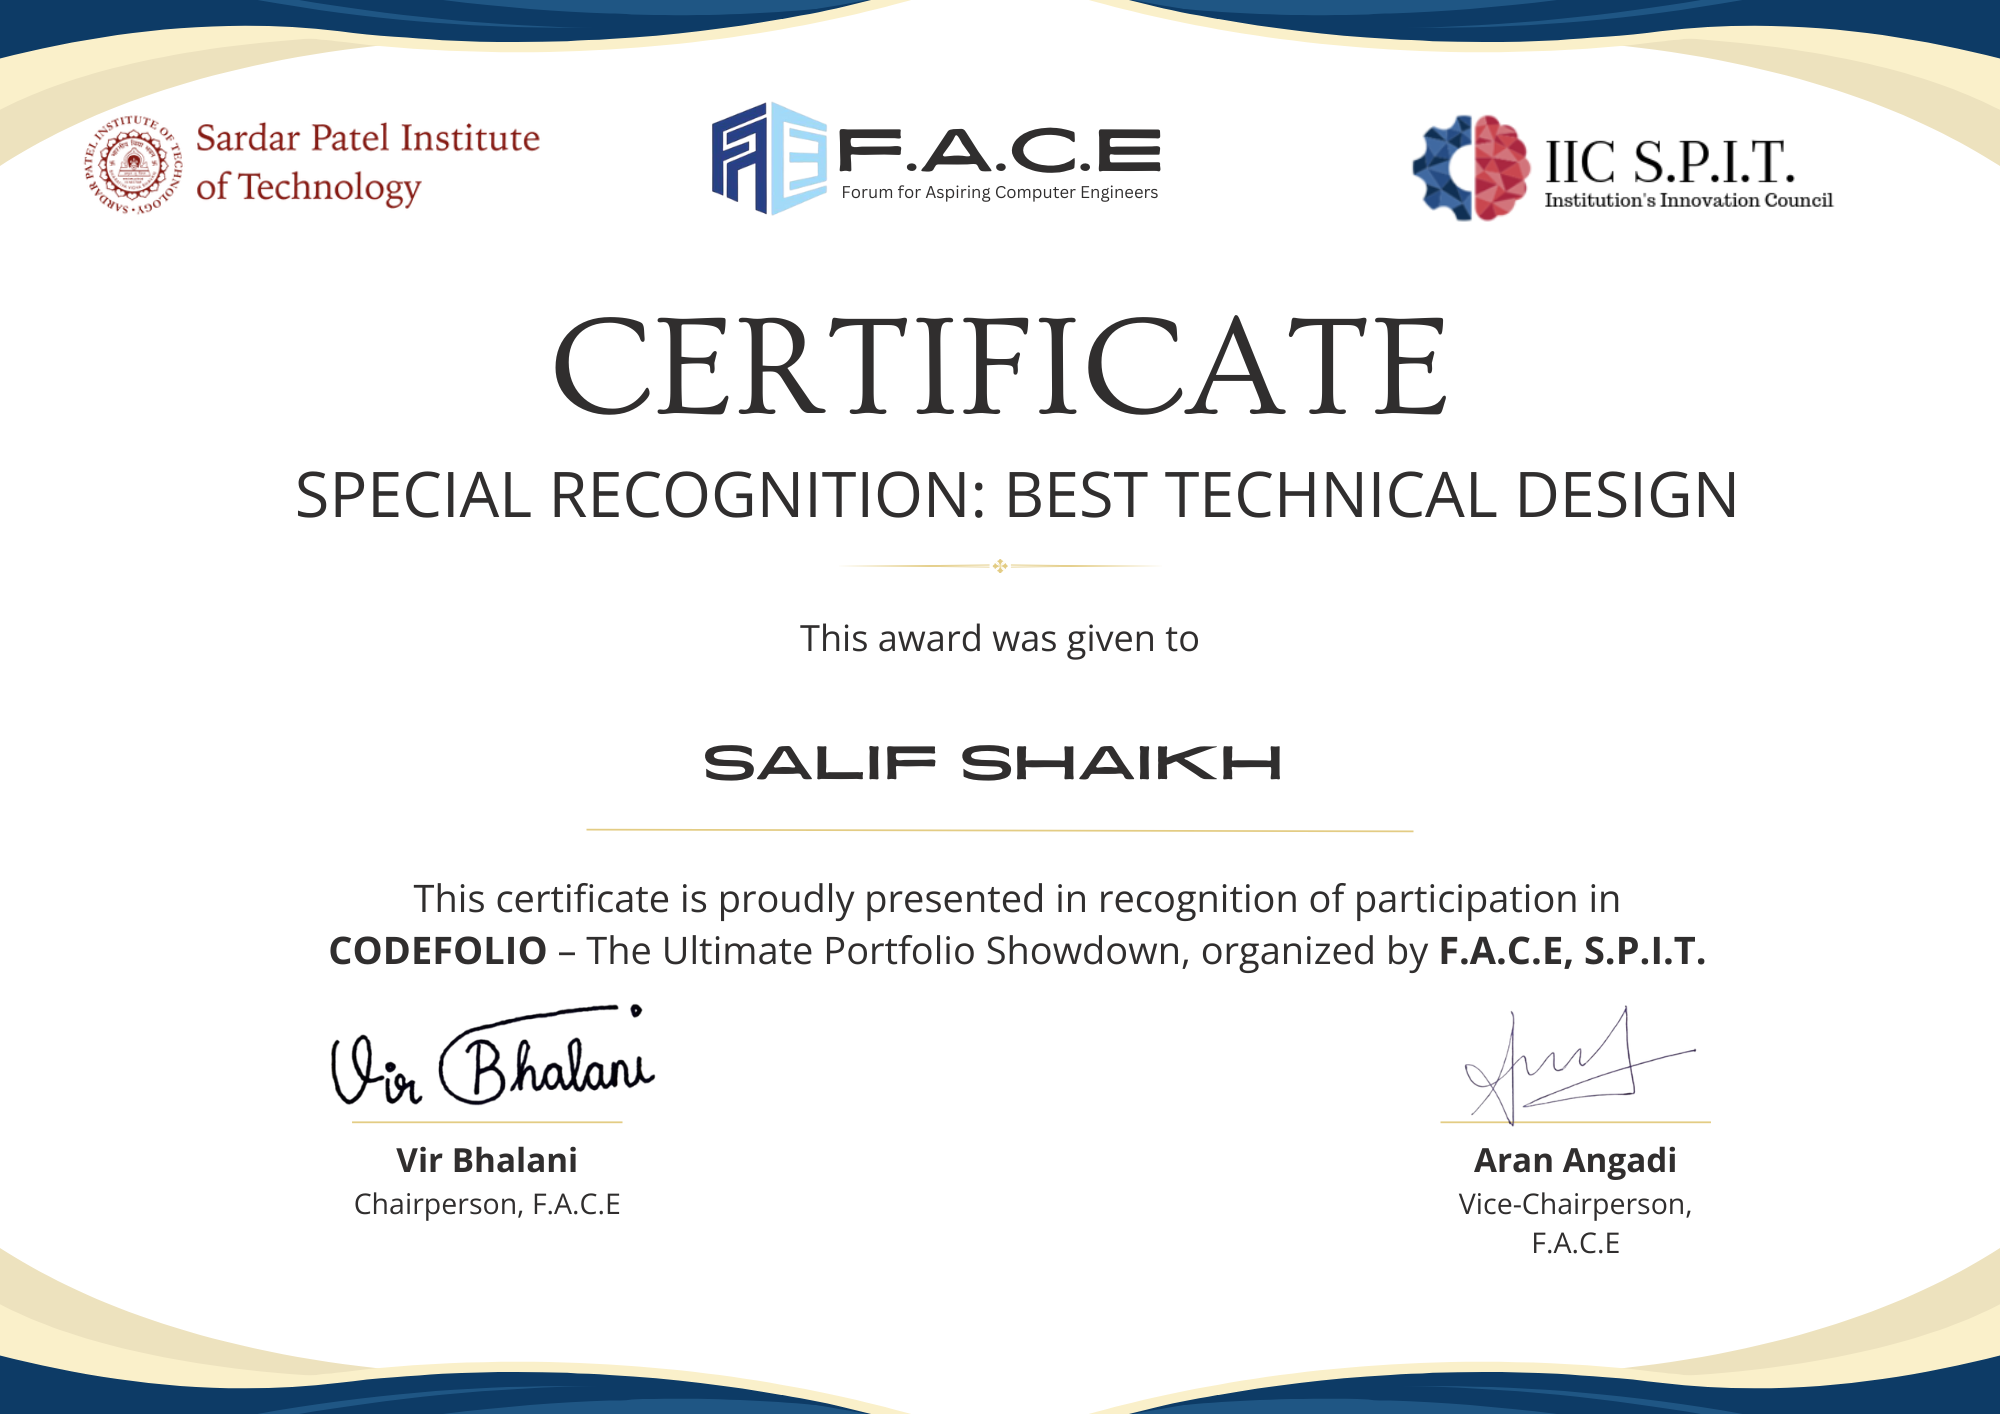 SARDAR PATEL INSTITUTE OF TECHNOLOGY
Sardar Patel Institute
of Technology
F.A.C.E
Forum for Aspiring Computer Engineers
IIC S.P.I.T.
Institution's Innovation Council
CERTIFICATE
SPECIAL RECOGNITION: BEST TECHNICAL DESIGN
This award was given to
SALIF SHAIKH
This certificate is proudly presented in recognition of participation in
CODEFOLIO – The Ultimate Portfolio Showdown, organized by F.A.C.E, S.P.I.T.
Vir Bhalani
Vir Bhalani
Chairperson, F.A.C.E
Aran Angadi
Vice-Chairperson,
F.A.C.E